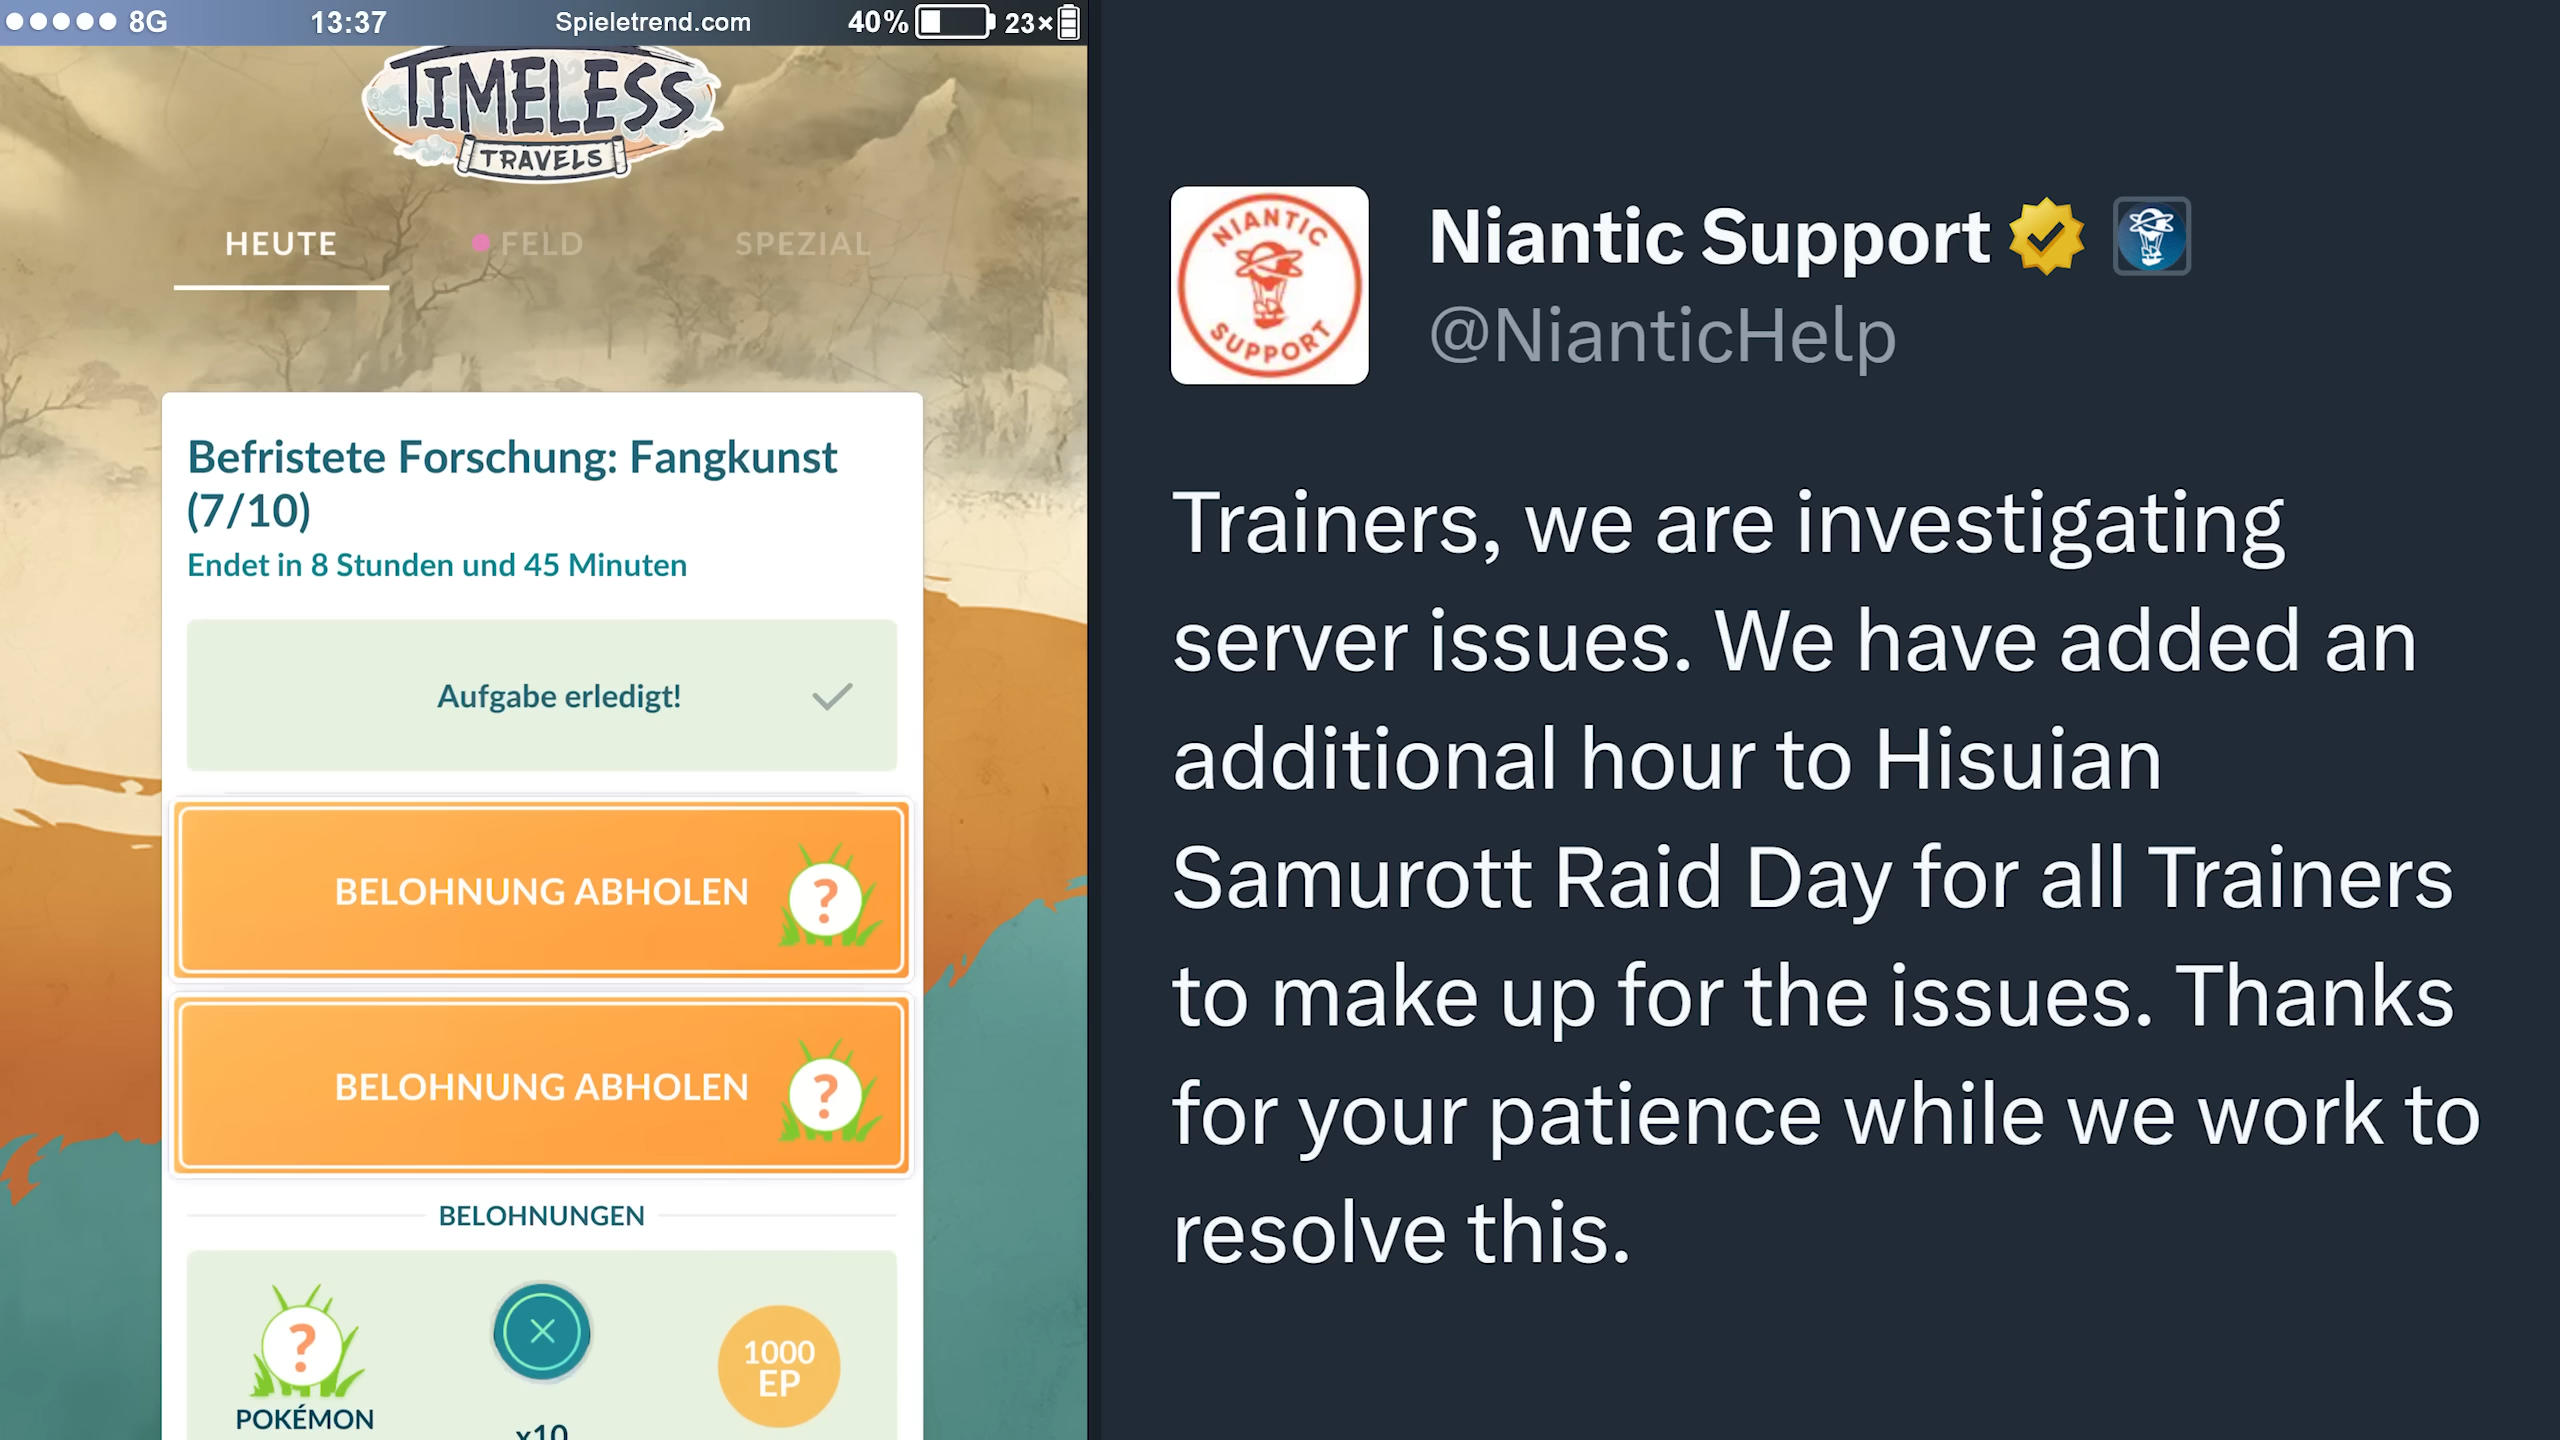 8G 13:37 Spieletrend.com 40% 23×
TIMELESS
TRAVELS
HEUTE FELD SPEZIAL
Befristete Forschung: Fangkunst
(7/10)
Endet in 8 Stunden und 45 Minuten
Aufgabe erledigt!
BELOHNUNG ABHOLEN
?
BELOHNUNG ABHOLEN
?
BELOHNUNGEN
?
POKÉMON
x10
1000
EP
NIANTIC
SUPPORT
Niantic Support
@NianticHelp
Trainers, we are investigating
server issues. We have added an
additional hour to Hisuian
Samurott Raid Day for all Trainers
to make up for the issues. Thanks
for your patience while we work to
resolve this.